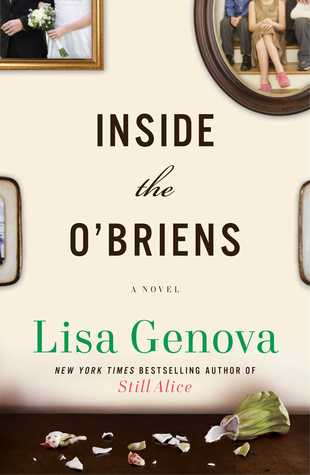 INSIDE
the
O'BRIENS
A NOVEL
Lisa Genova
NEW YORK TIMES BESTSELLING AUTHOR OF
Still Alice